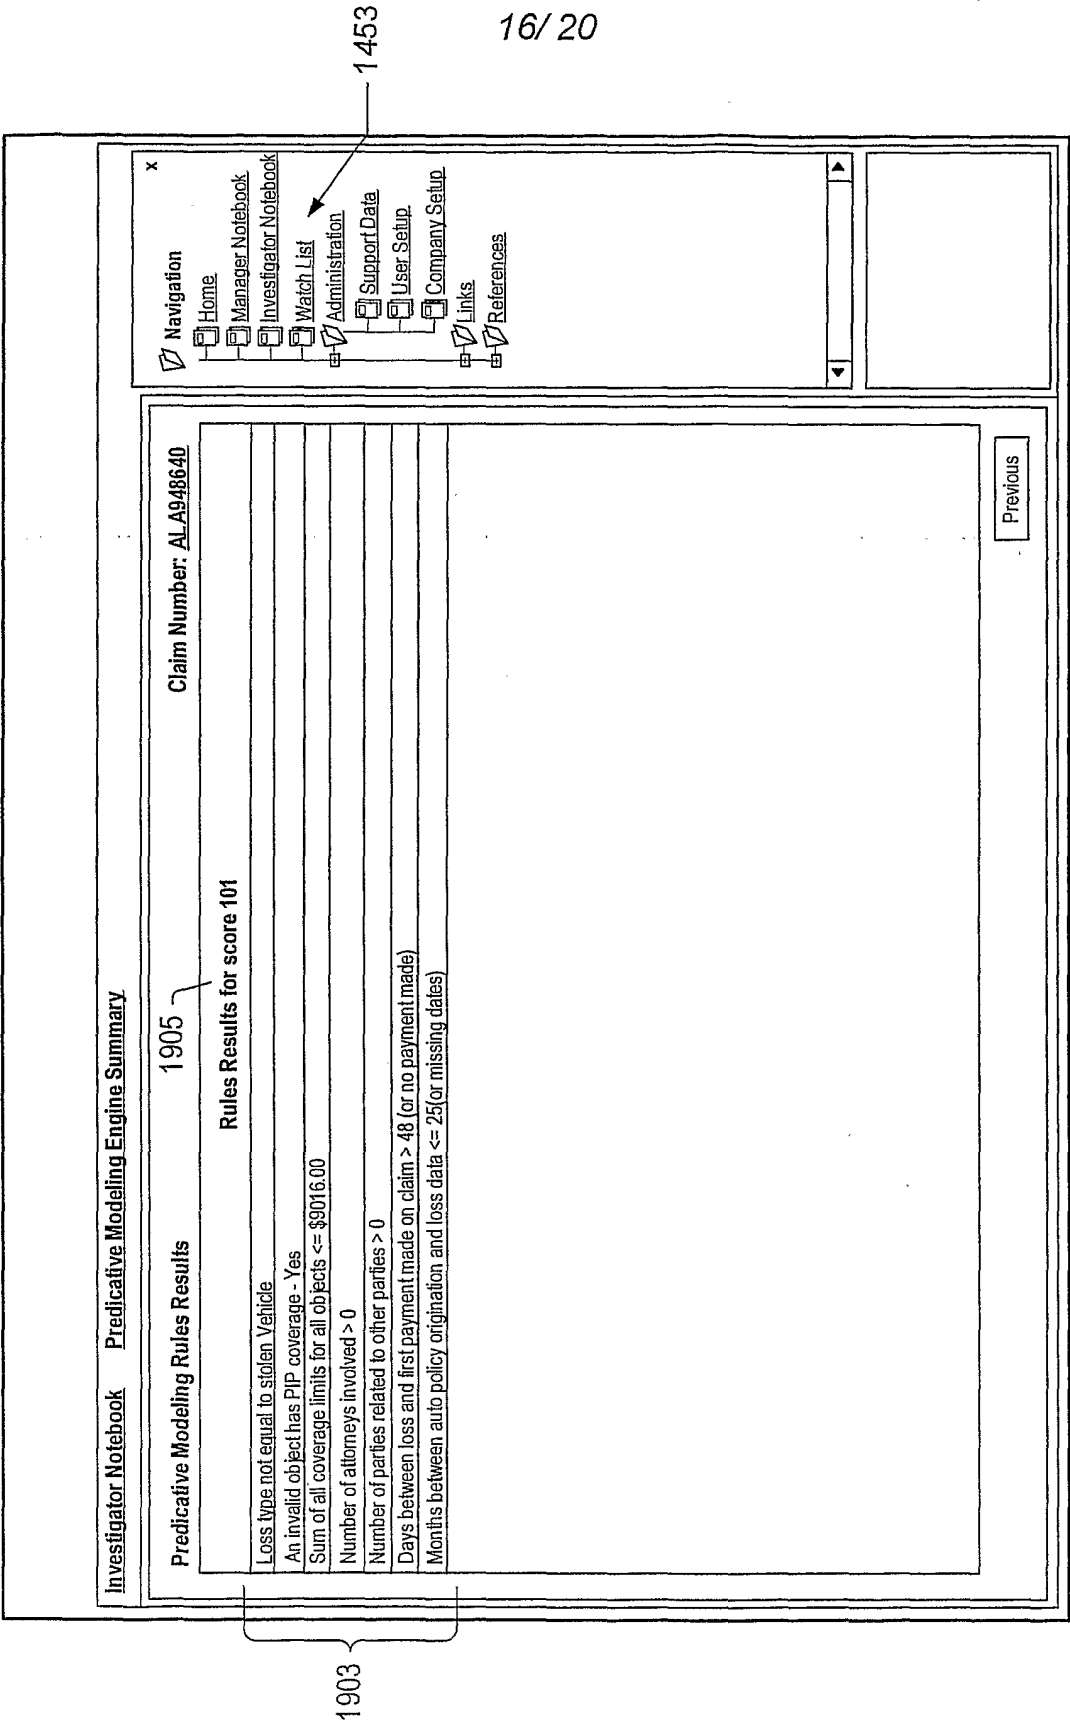 16/ 20
Investigator Notebook Predicative Modeling Engine Summary
Predicative Modeling Rules Results
1905
Claim Number: ALA948640
Rules Results for score 101
Loss type not equal to stolen Vehicle
An invalid object has PIP coverage - Yes
Sum of all coverage limits for all objects <= $9016.00
Number of attorneys involved > 0
Number of parties related to other parties > 0
Days between loss and first payment made on claim > 48 (or no payment made)
Months between auto policy origination and loss data <= 25(or missing dates)
1903
Previous
Navigation
x
Home
Manager Notebook
Investigator Notebook
Watch List
Administration
Support Data
User Setup
Company Setup
Links
References
1453